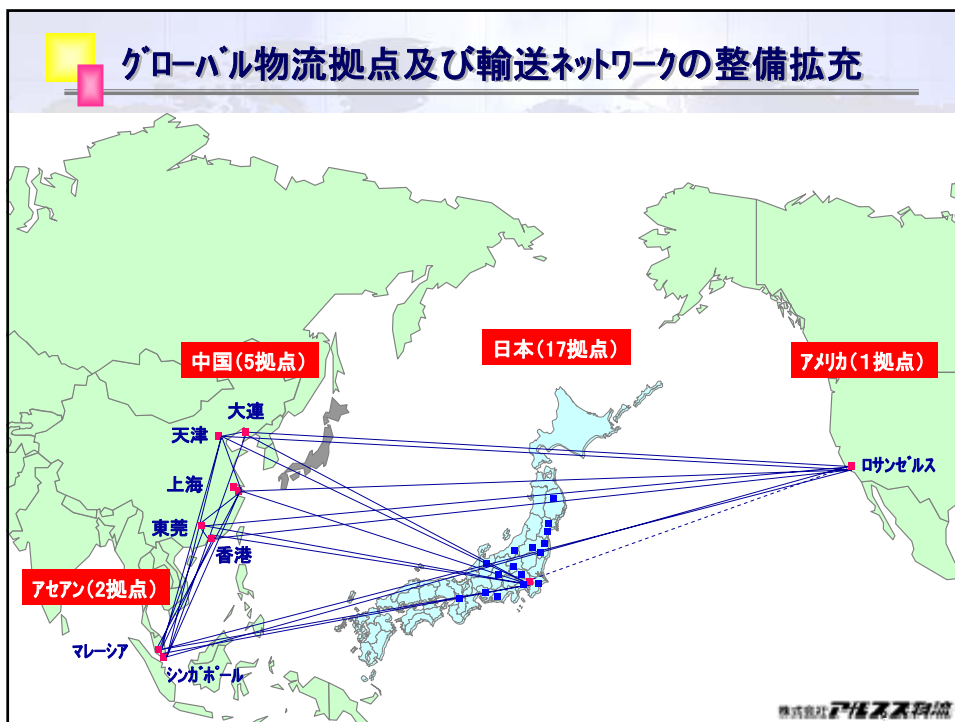 グローバル物流拠点及び輸送ネットワークの整備拡充
中国（5拠点）
日本（17拠点）
アメリカ（１拠点）
大連
天津
ロサンゼルス
上海
東莞
香港
アセアン（2拠点）
マレーシア
シンガポール
株式会社アルプス物流